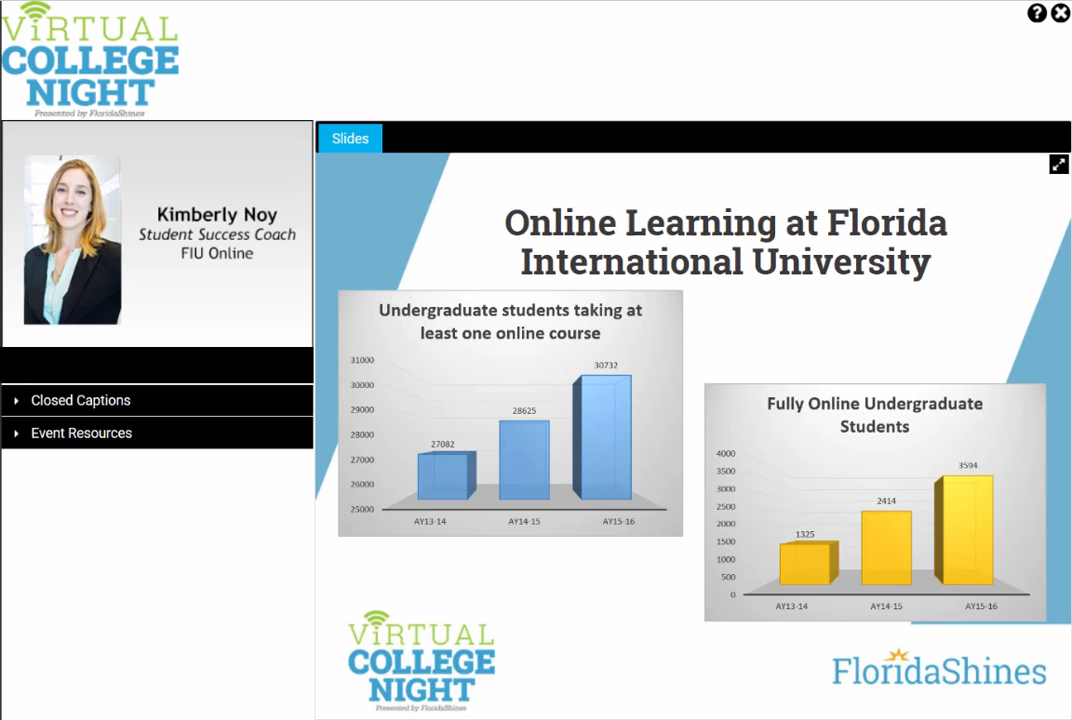 ViRTUAL
COLLEGE
NIGHT
Presented by FloridaShines
Kimberly Noy
Student Success Coach
FIU Online
Closed Captions
Event Resources
Slides
Online Learning at Florida
International University
Undergraduate students taking at
least one online course
31000
30000
29000
28000
27000
26000
25000
27082
28625
30732
AY13-14
AY14-15
AY15-16
Fully Online Undergraduate
Students
4000
3500
3000
2500
2000
1500
1000
500
0
1325
2414
3594
AY13-14
AY14-15
AY15-16
ViRTUAL
COLLEGE
NIGHT
Presented by FloridaShines
FloridaShines